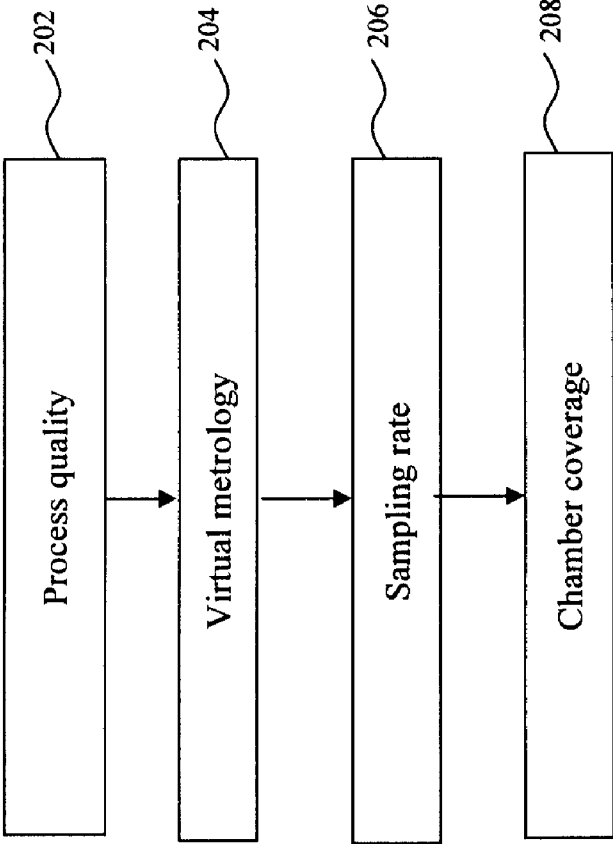 Process quality
202
Virtual metrology
204
Sampling rate
206
Chamber coverage
208